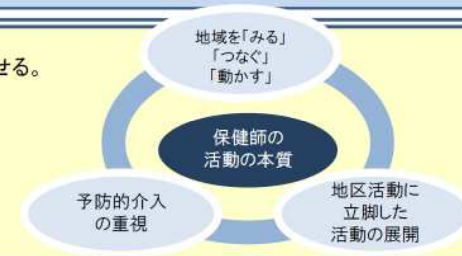 せる。
地域を「みる」
「つなぐ」
「動かす」
保健師の
活動の本質
予防的介入
の重視
地区活動に
立脚した
活動の展開